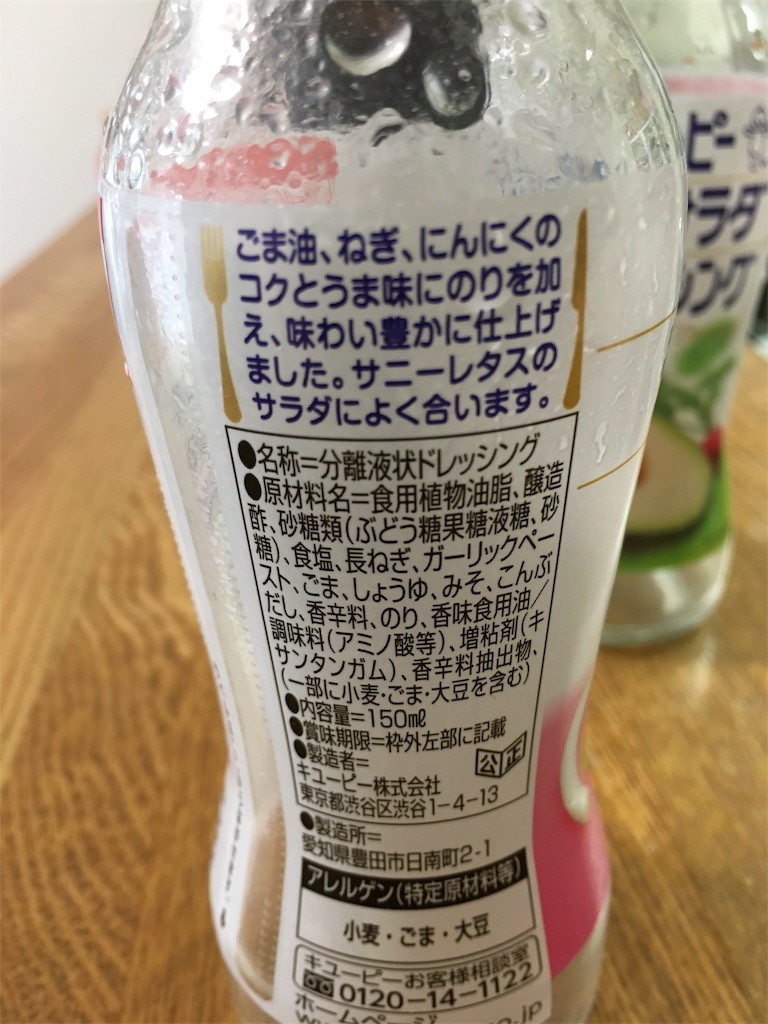 ごま油、ねぎ、にんにくの
コクとうま味にのりを加
え、味わい豊かに仕上げ
ました。サニーレタスの
サラダによく合います。
●名称=分離液状ドレッシング
●原材料名=食用植物油脂、醸造
酢、砂糖類(ぶどう糖果糖液糖、砂
糖)、食塩、長ねぎ、ガーリックペー
スト、ごま、しょうゆ、みそ、こんぶ
だし、香辛料、のり、香味食用油/
調味料(アミノ酸等)、増粘剤(キ
サンタンガム)、香辛料抽出物、
(一部に小麦・ごま・大豆を含む)
●内容量=150㎖
●賞味期限=枠外左部に記載
●製造者=
キユーピー株式会社
東京都渋谷区渋谷1-4-13
公正
●製造所=
愛知県豊田市日南町2-1
アレルゲン(特定原材料等)
小麦・ごま・大豆
キユーピーお客様相談室
0120-14-1122
ホームページ
ピー
サラダ
シング